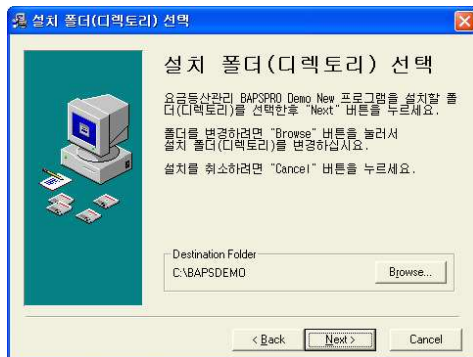 설치 폴더(디렉토리) 선택
설치 폴더(디렉토리) 선택
요금등산관리 BAPSPRO Demo New 프로그램을 설치할 폴
더(디렉토리)를 선택한후 "Next" 버튼을 누르세요.
폴더를 변경하려면 "Browse" 버튼을 눌러서
설치 폴더(디렉토리)를 변경하십시요.
설치를 취소하려면 "Cancel" 버튼을 누르세요.
Destination Folder
C:\BAPSDEMO
Browse...
< Back
Next >
Cancel